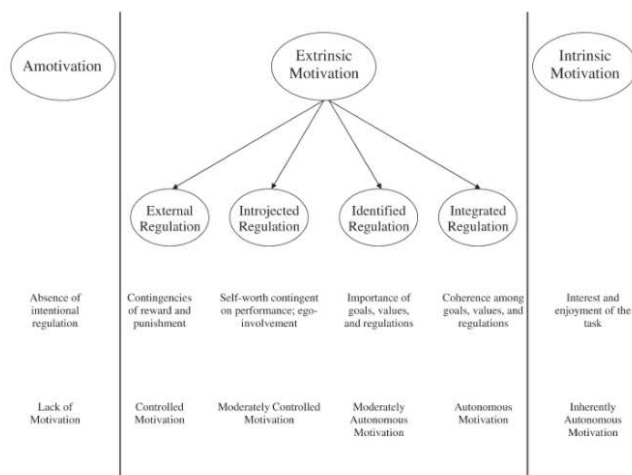 Amotivation
Extrinsic
Motivation
Intrinsic
Motivation
External
Regulation
Introjected
Regulation
Identified
Regulation
Integrated
Regulation
Absence of
intentional
regulation
Contingencies
of reward and
punishment
Self-worth contingent
on performance; ego-
involvement
Importance of
goals, values,
and regulations
Coherence among
goals, values, and
regulations
Interest and
enjoyment of the
task
Lack of
Motivation
Controlled
Motivation
Moderately Controlled
Motivation
Moderately
Autonomous
Motivation
Autonomous
Motivation
Inherently
Autonomous
Motivation